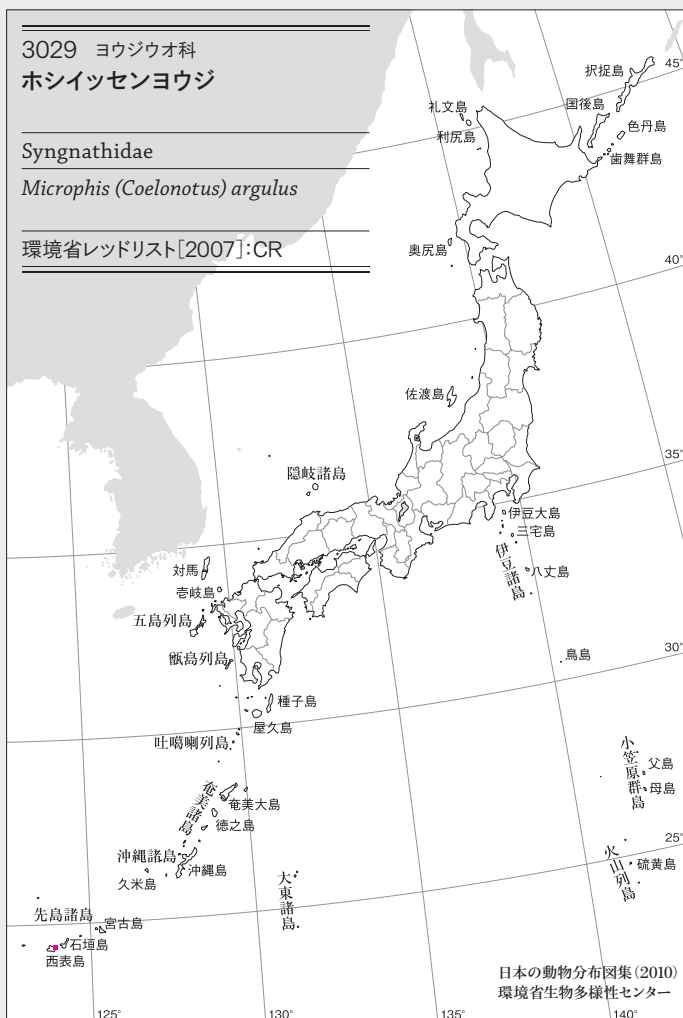 3029 ヨウジウオ科
ホシイッセンヨウジ
Syngnathidae
Microphis (Coelonotus) argulus
環境省レッドリスト[2007]:CR
択捉島
45°
国後島
礼文島
色丹島
利尻島
歯舞群島
奥尻島
40°
佐渡島
35°
隠岐諸島
伊豆大島
三宅島
伊豆諸島
八丈島
対馬
壱岐島
五島列島
甑島列島
鳥島
30°
種子島
屋久島
吐噶喇列島
小笠原群島
父島
母島
奄美諸島
奄美大島
徳之島
25°
沖縄諸島
沖縄島
久米島
火山列島
硫黄島
大東諸島
先島諸島
宮古島
石垣島
西表島
日本の動物分布図集(2010)
環境省生物多様性センター
125°
130°
135°
140°